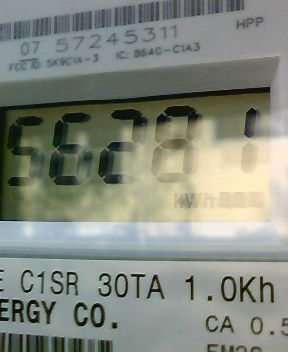 HPP
07 57245311
FCC ID: SK9C1A-3 IC: 864G-C1A3
56281
kWh
E C1SR 30TA 1.0Kh
NERGY CO.
CA 0.5